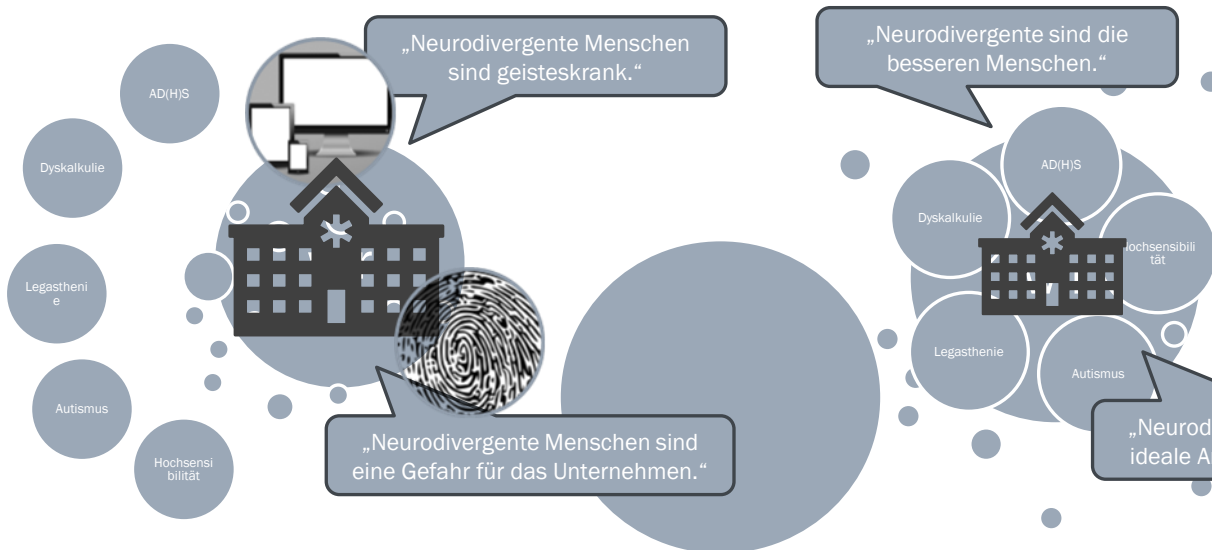 „Neurodivergente Menschen
sind geisteskrank.“
AD(H)S
Dyskalkulie
Legastheni
e
Autismus
Hochsensi
bilität
„Neurodivergente Menschen sind
eine Gefahr für das Unternehmen.“
„Neurodivergente sind die
besseren Menschen.“
AD(H)S
Dyskalkulie
ochsensibili
tät
Legasthenie
Autismus
„Neurod
ideale A